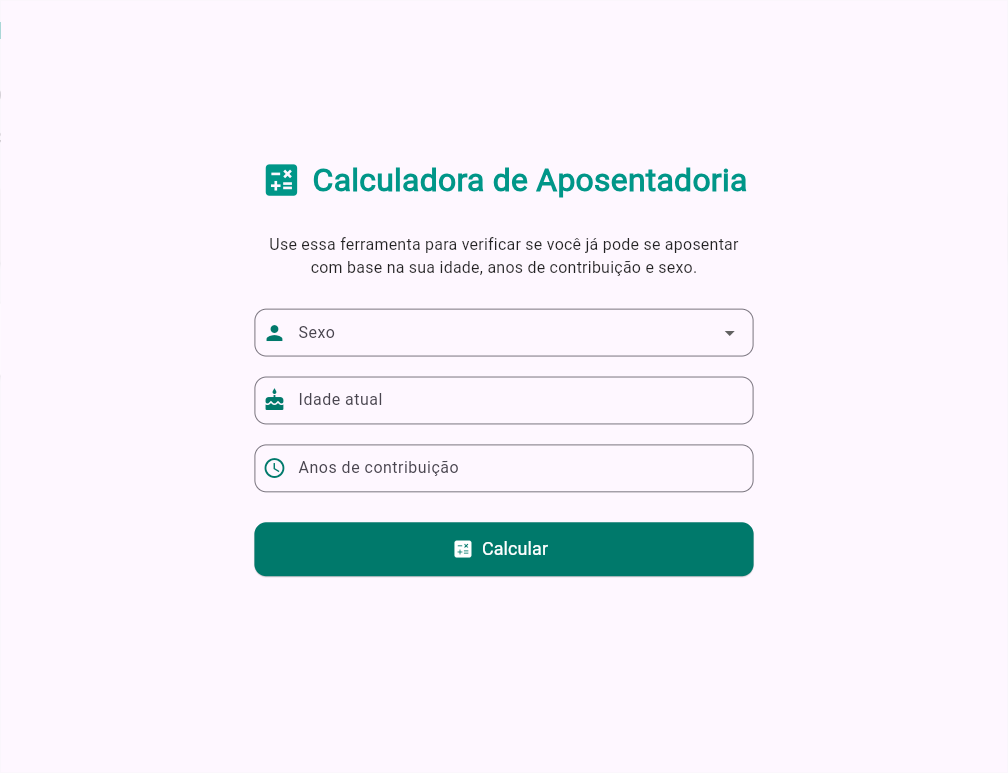 Calculadora de Aposentadoria
Use essa ferramenta para verificar se você já pode se aposentar
com base na sua idade, anos de contribuição e sexo.
Sexo
Idade atual
Anos de contribuição
Calcular